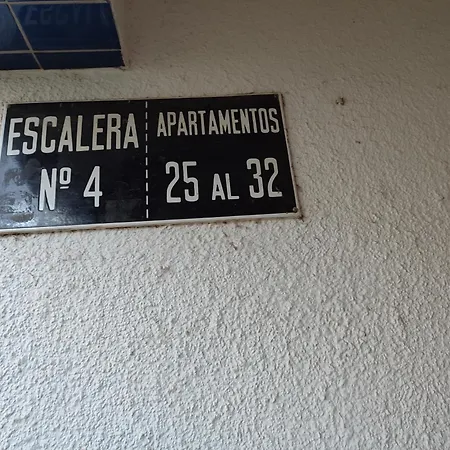 ESCALERA
Nº 4
APARTAMENTOS
25 AL 32